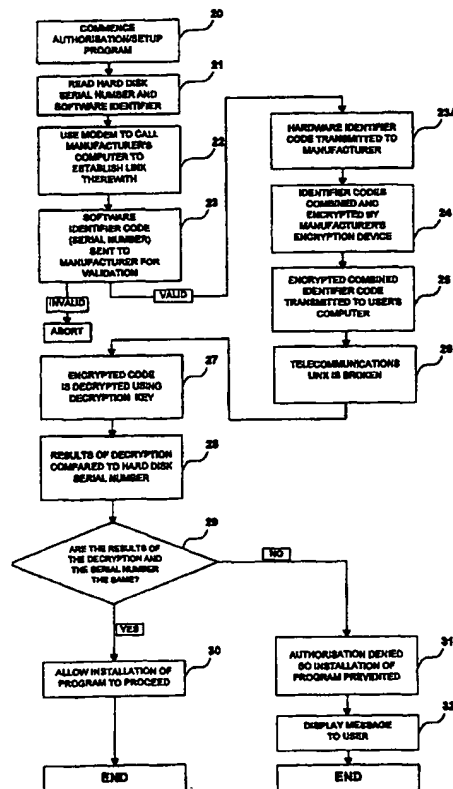 20
COMMENCE
AUTHORISATION/SETUP
PROGRAM
21
READ HARD DISK
SERIAL NUMBER AND
SOFTWARE IDENTIFIER
22
USE MODEM TO CALL
MANUFACTURER'S
COMPUTER TO
ESTABLISH LINK
THEREWITH
23
SOFTWARE
IDENTIFIER CODE
(SERIAL NUMBER)
SENT TO
MANUFACTURER FOR
VALIDATION
INVALID
VALID
ABORT
23A
HARDWARE IDENTIFIER
CODE TRANSMITTED TO
MANUFACTURER
24
IDENTIFIER CODES
COMBINED AND
ENCRYPTED BY
MANUFACTURER'S
ENCRYPTION DEVICE
25
ENCRYPTED COMBINED
IDENTIFIER CODE
TRANSMITTED TO USER'S
COMPUTER
26
TELECOMMUNICATIONS
LINK IS BROKEN
27
ENCRYPTED CODE
IS DECRYPTED USING
DECRYPTION KEY
28
RESULTS OF DECRYPTION
COMPARED TO HARD DISK
SERIAL NUMBER
29
ARE THE RESULTS OF
THE DECRYPTION AND
THE SERIAL NUMBER
THE SAME?
NO
YES
30
ALLOW INSTALLATION OF
PROGRAM TO PROCEED
END
31
AUTHORISATION DENIED
SO INSTALLATION OF
PROGRAM PREVENTED
32
DISPLAY MESSAGE
TO USER
END